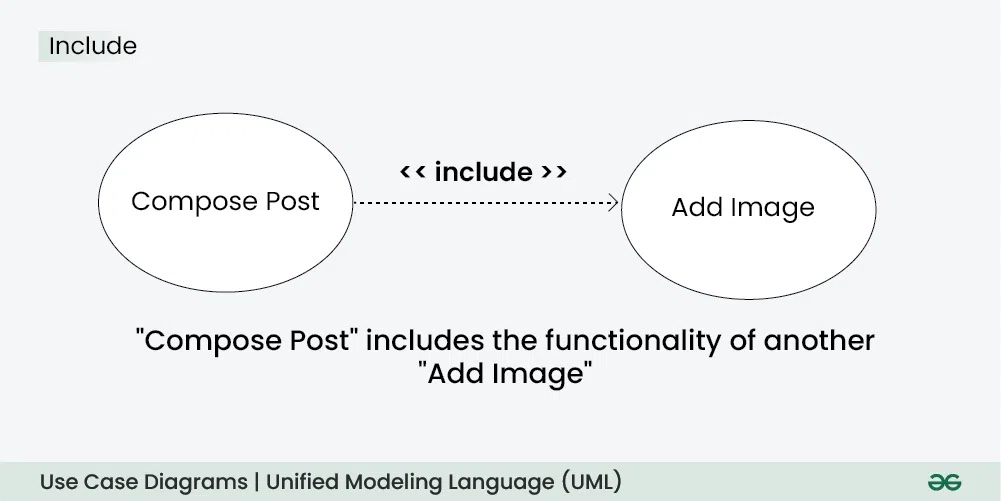 Include
Compose Post
<< include >>
Add Image
"Compose Post" includes the functionality of another
"Add Image"
Use Case Diagrams | Unified Modeling Language (UML)